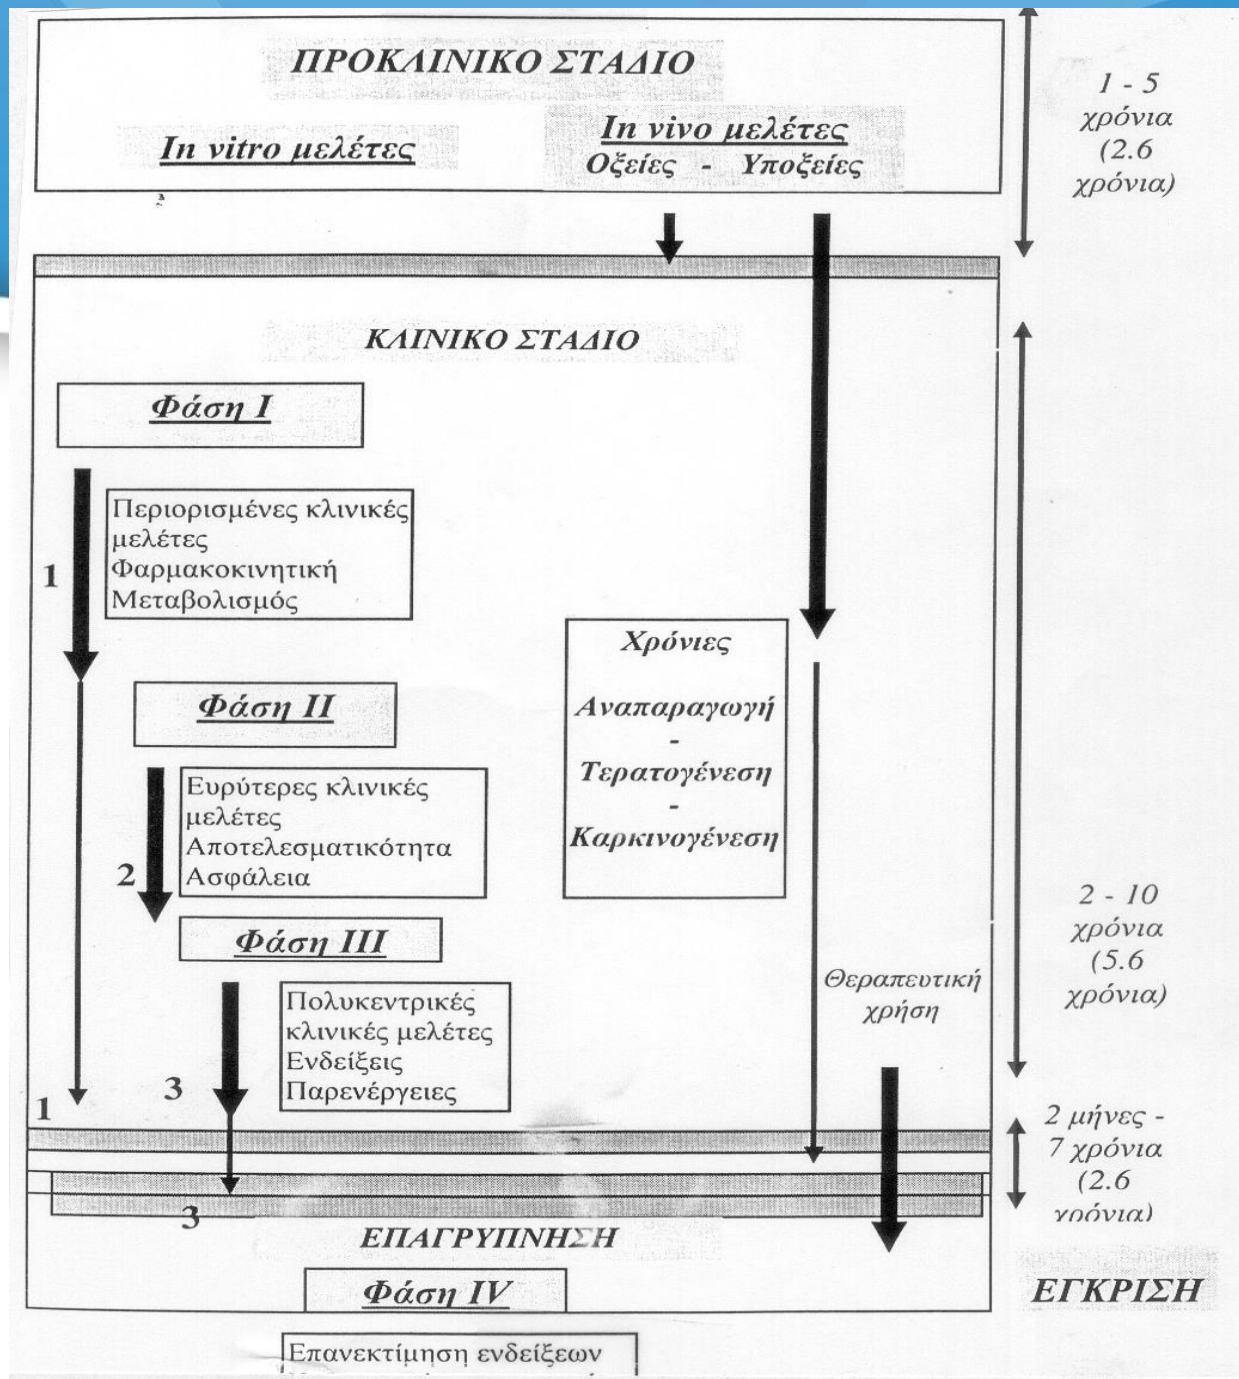 ΠΡΟΚΛΙΝΙΚΟ ΣΤΑΔΙΟ
In vitro μελέτες
In vivo μελέτες
Οξείες - Υποξείες
1 - 5
χρόνια
(2.6
χρόνια)
ΚΛΙΝΙΚΟ ΣΤΑΔΙΟ
Φάση I
1
Περιορισμένες κλινικές
μελέτες
Φαρμακοκινητική
Μεταβολισμός
Φάση II
2
Ευρύτερες κλινικές
μελέτες
Αποτελεσματικότητα
Ασφάλεια
Φάση III
3
Πολυκεντρικές
κλινικές μελέτες
Ενδείξεις
Παρενέργειες
1
3
Χρόνιες
Αναπαραγωγή
-
Τερατογένεση
-
Καρκινογένεση
Θεραπευτική
χρήση
2 - 10
χρόνια
(5.6
χρόνια)
2 μήνες -
7 χρόνια
(2.6
χρόνια)
ΕΠΑΓΡΥΠΝΗΣΗ
Φάση IV
ΕΓΚΡΙΣΗ
Επανεκτίμηση ενδείξεων